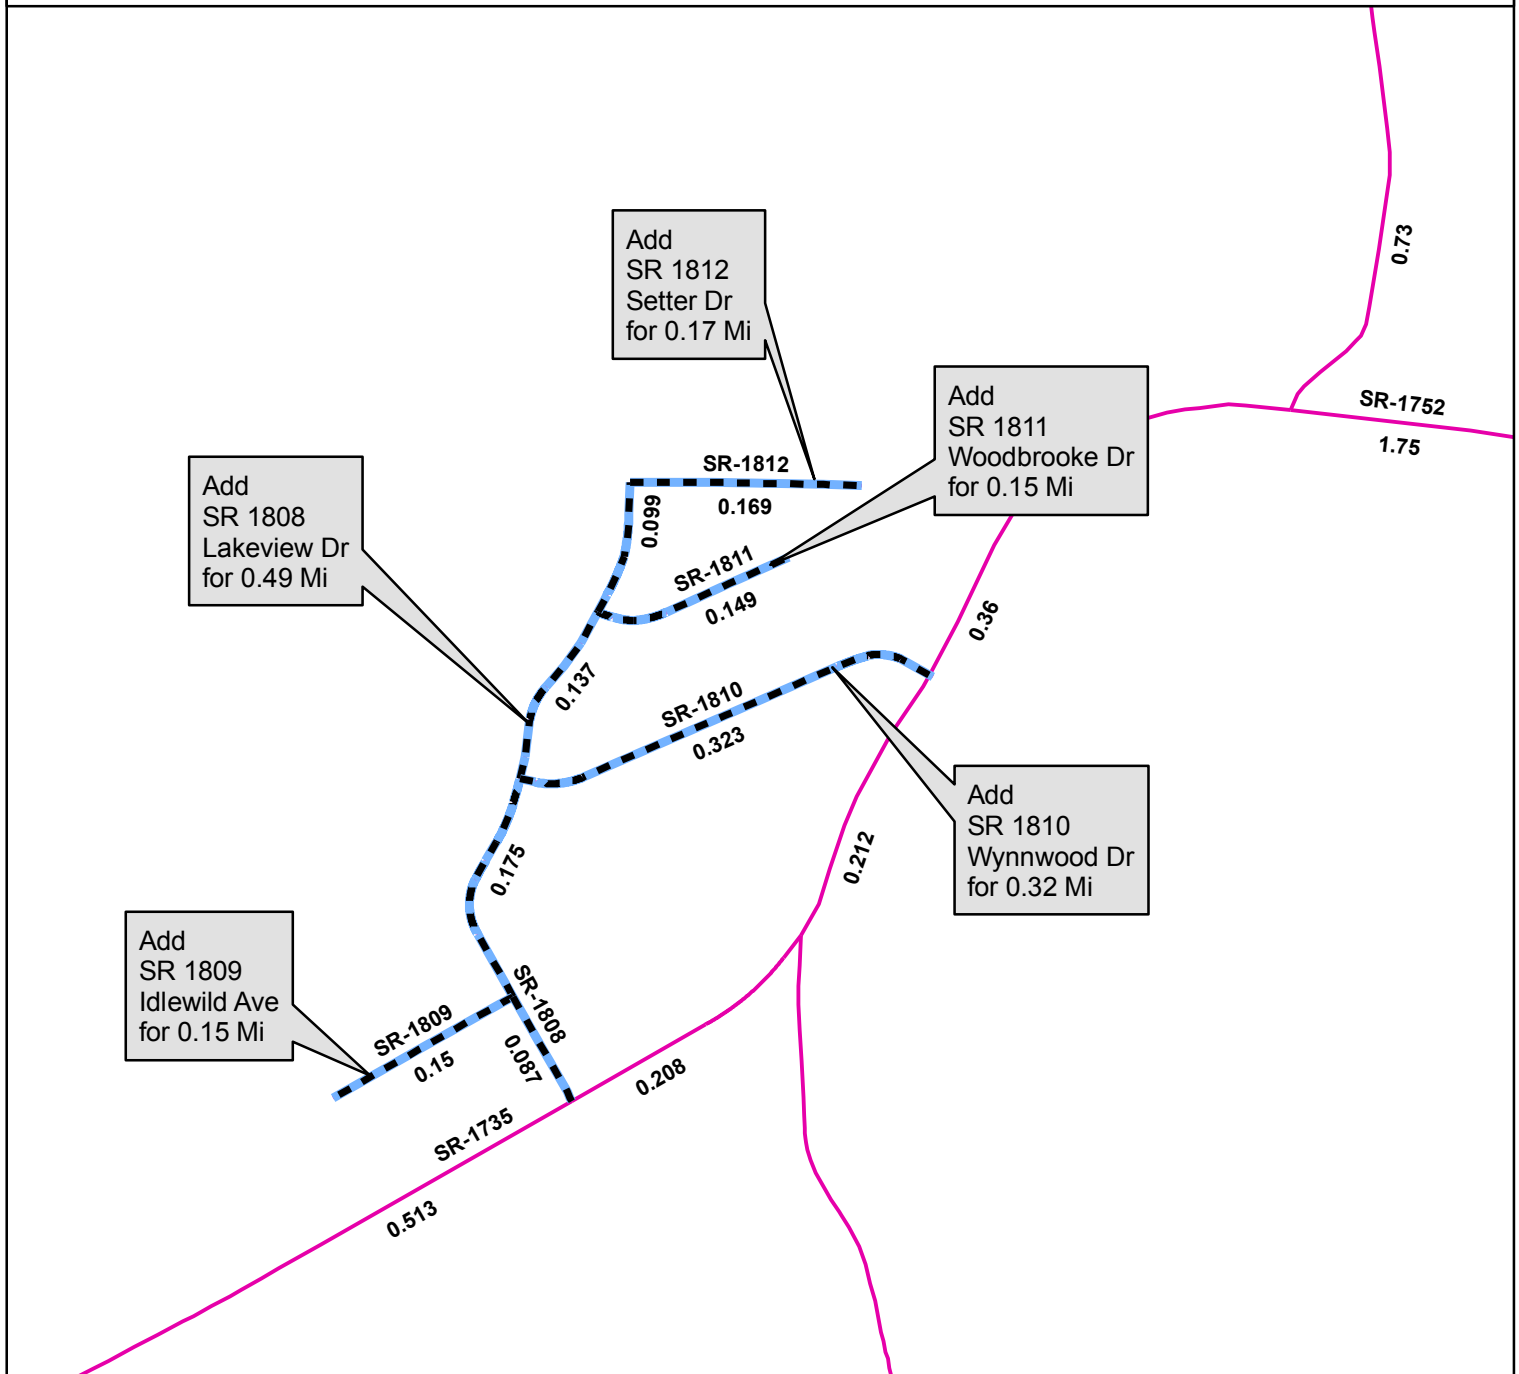 Add
SR 1812
Setter Dr
for 0.17 Mi
0.73
Add
SR 1811
Woodbrooke Dr
for 0.15 Mi
SR-1752
1.75
Add
SR 1808
Lakeview Dr
for 0.49 Mi
SR-1812
0.169
0.099
SR-1811
0.149
0.36
0.137
SR-1810
0.323
Add
SR 1810
Wynnwood Dr
for 0.32 Mi
0.212
0.175
Add
SR 1809
Idlewild Ave
for 0.15 Mi
SR-1809
0.15
SR-1808
0.087
0.208
SR-1735
0.513